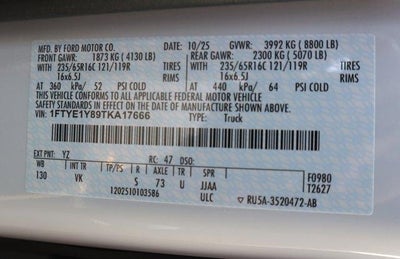 MFD. BY FORD MOTOR CO. 10/25 GVWR: 3992 KG ( 8800 LB)
FRONT GAWR: 1873 KG ( 4130 LB) REAR GAWR: 2300 KG ( 5070 LB)
235/65R16C 121/119R TIRES 235/65R16C 121/119R TIRES
16x6.5J RIMS 16x6.5J RIMS
AT 360 kPa/ 52 PSI COLD AT 440 kPa/ 64 PSI COLD
THIS VEHICLE CONFORMS TO ALL APPLICABLE FEDERAL MOTOR VEHICLE SAFETY STANDARDS IN EFFECT ON THE DATE OF MANUFACTURE SHOWN ABOVE.
VIN: 1FTYE1Y89TKA17666 TYPE: Truck
EXT PNT: YZ RC: 47 DSO:
WB TP/PS R AXLE TR SPR F0980
130 VK S 73 U JJAA T2627
1202510103586 ULC RU5A-3520472-AB